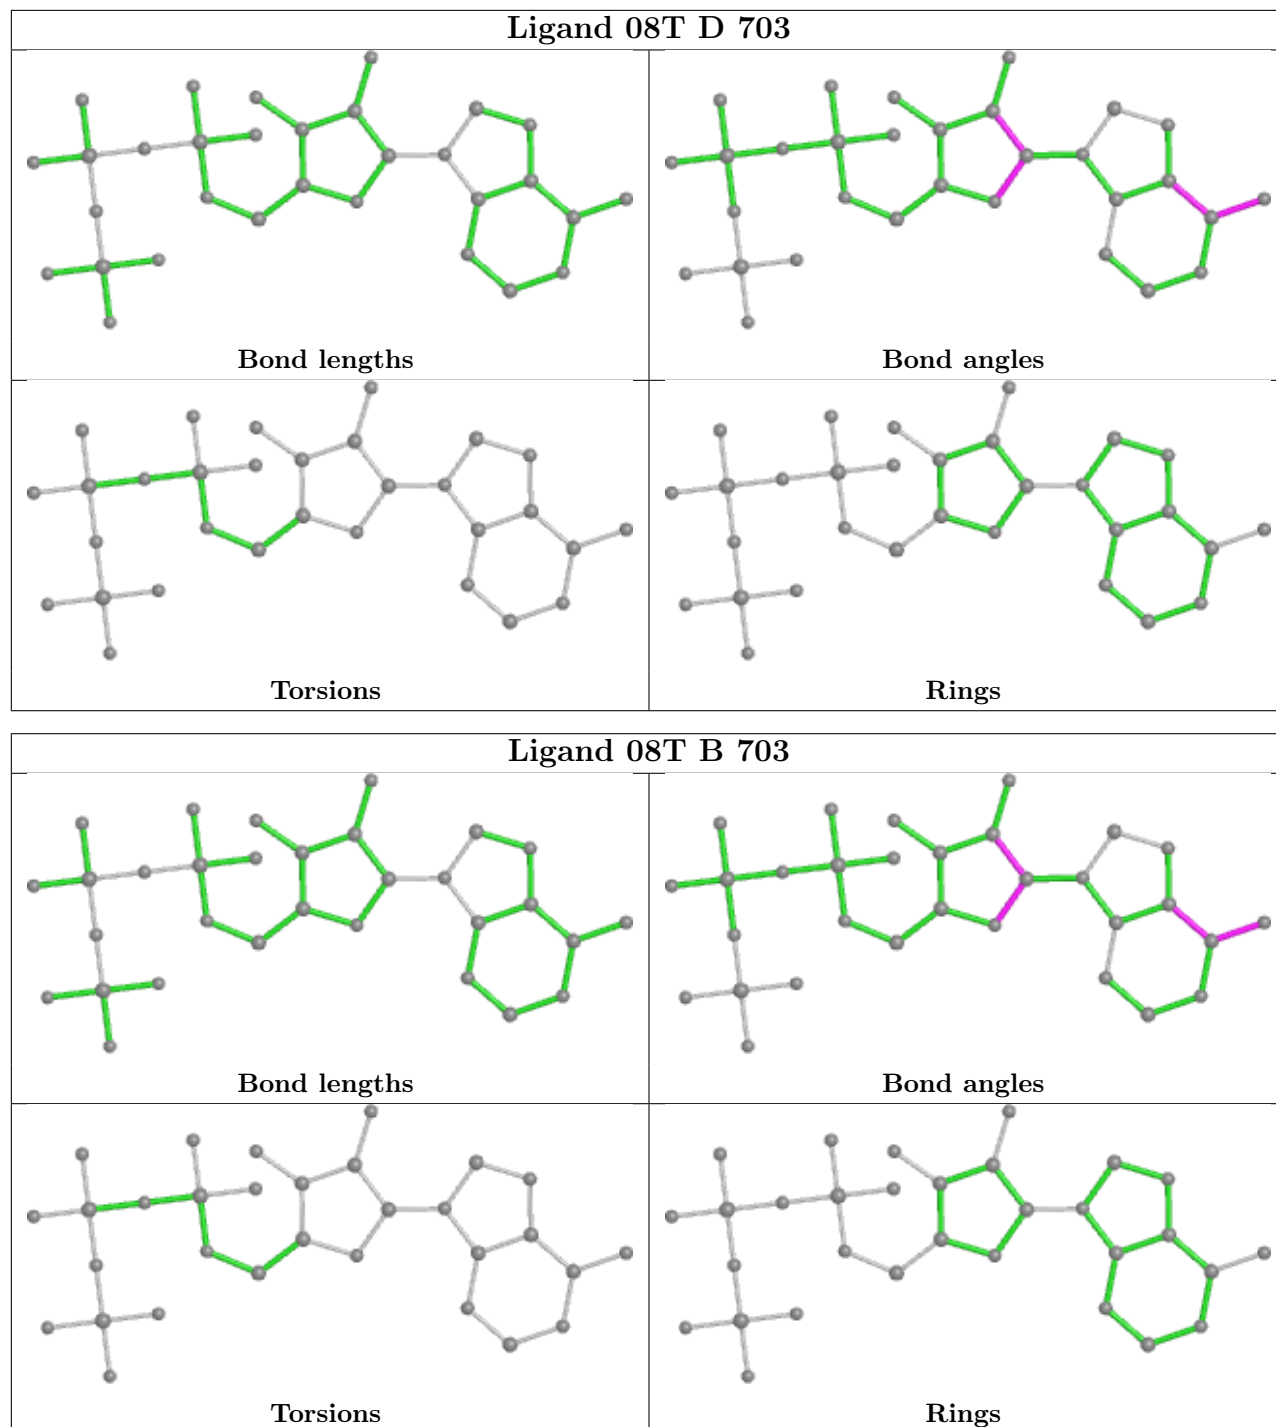 Ligand 08T D 703
Bond lengths
Bond angles
Torsions
Rings
Ligand 08T B 703
Bond lengths
Bond angles
Torsions
Rings